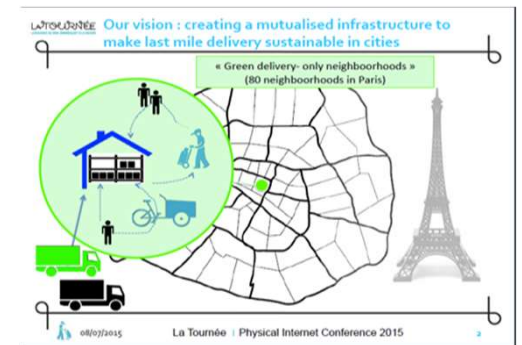 LATOURNÉE
Our vision : creating a mutualised infrastructure to
make last mile delivery sustainable in cities
« Green delivery- only neigbboorhoods »
(80 neighboorhoods in Paris)
08/07/2015
La Tournée I Physical Internet Conference 2015
2